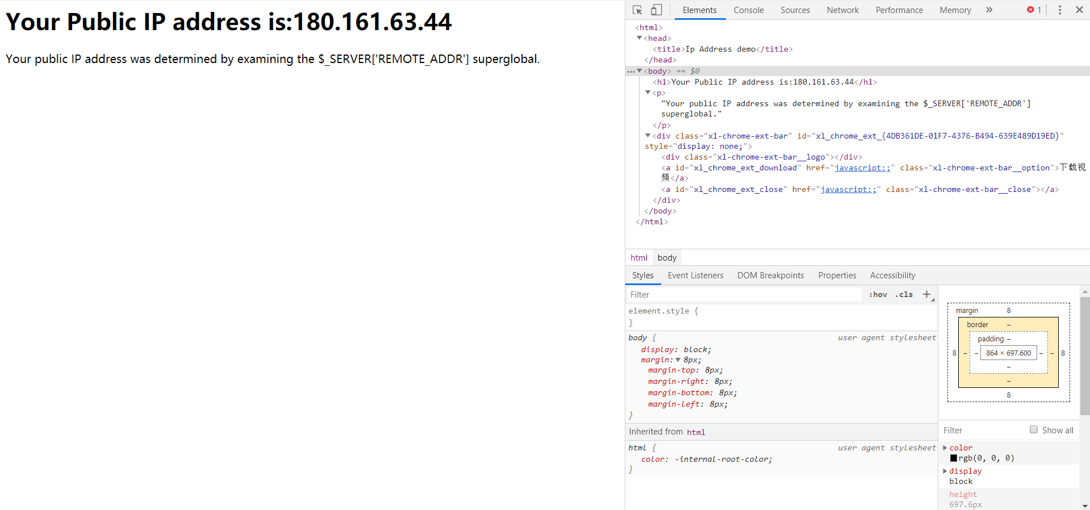 Your Public IP address is:180.161.63.44
Your public IP address was determined by examining the $_SERVER['REMOTE_ADDR'] superglobal.
Elements Console Sources Network Performance Memory » 1
<html>
<head>
<title>Ip Address demo</title>
</head>
<body> == $0
<h1>Your Public IP address is:180.161.63.44</h1>
<p>
"Your public IP address was determined by examining the $_SERVER['REMOTE_ADDR']
superglobal."
</p>
<div class="xl-chrome-ext-bar" id="xl_chrome_ext_{4DB361DE-01F7-4376-B494-639E489D19ED}"
style="display: none;">
<div class="xl-chrome-ext-bar__logo"></div>
<a id="xl_chrome_ext_download" href="javascript:;" class="xl-chrome-ext-bar__option">下载视
频</a>
<a id="xl_chrome_ext_close" href="javascript:;" class="xl-chrome-ext-bar__close"></a>
</div>
</body>
</html>
html body
Styles Event Listeners DOM Breakpoints Properties Accessibility
Filter :hov .cls +
element.style {
}
body { user agent stylesheet
display: block;
margin: 8px;
margin-top: 8px;
margin-right: 8px;
margin-bottom: 8px;
margin-left: 8px;
}
Inherited from html
html { user agent stylesheet
color: -internal-root-color;
}
margin 8
border –
padding –
8 – – 864 × 697.600 – – 8
–
–
8
Filter Show all
color
rgb(0, 0, 0)
display
block
height
697.6px